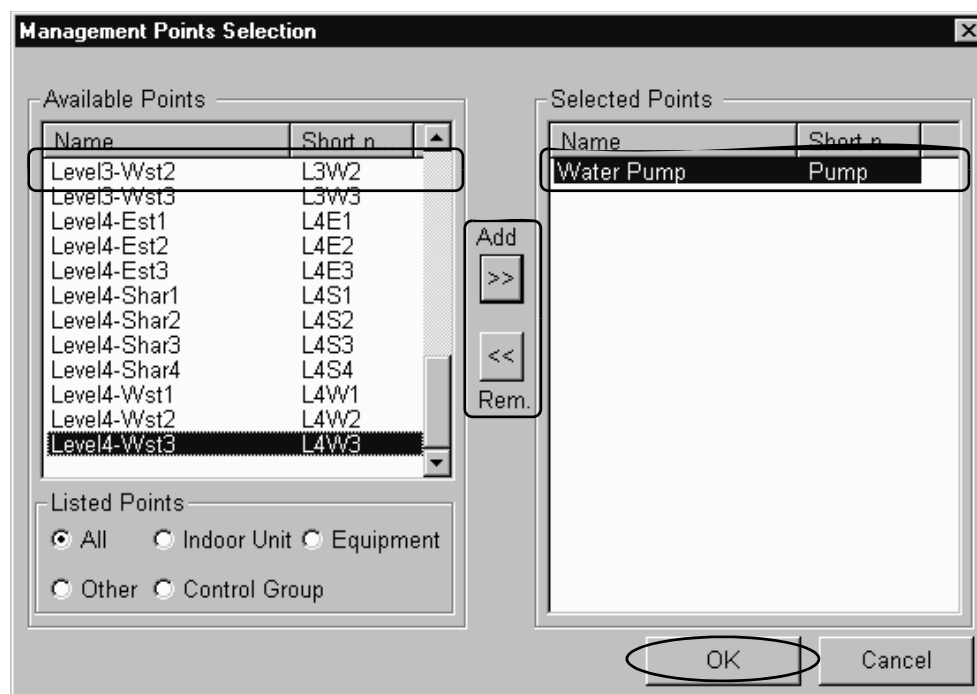 Management Points Selection
Available Points
Name Short n
Level3-Wst2 L3W2
Level3-Wst3 L3W3
Level4-Est1 L4E1
Level4-Est2 L4E2
Level4-Est3 L4E3
Level4-Shar1 L4S1
Level4-Shar2 L4S2
Level4-Shar3 L4S3
Level4-Shar4 L4S4
Level4-Wst1 L4W1
Level4-Wst2 L4W2
Level4-Wst3 L4W3
Listed Points
All Indoor Unit Equipment
Other Control Group
Add
>>
<<
Rem.
Selected Points
Name Short n
Water Pump Pump
OK Cancel